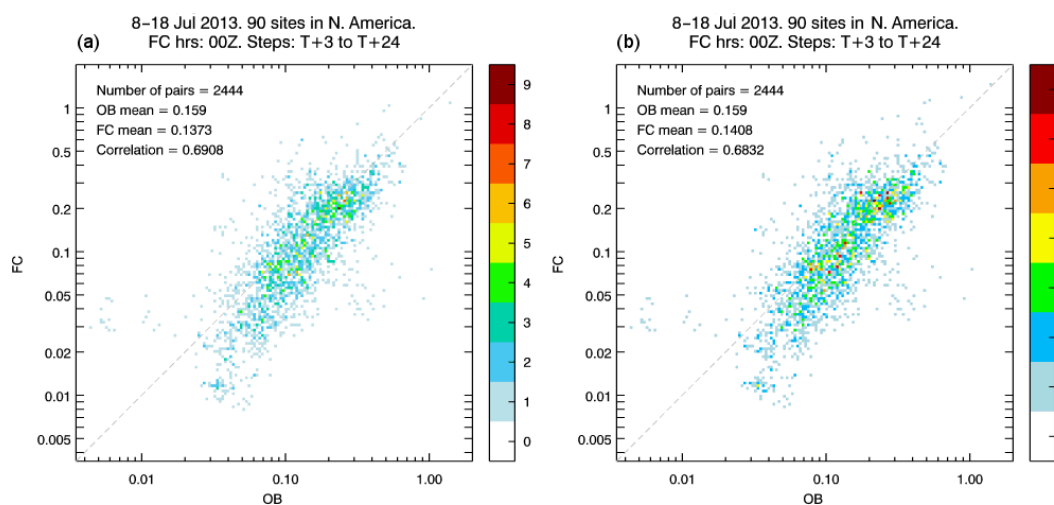 8–18 Jul 2013. 90 sites in N. America.
(a) FC hrs: 00Z. Steps: T+3 to T+24
Number of pairs = 2444
OB mean = 0.159
FC mean = 0.1373
Correlation = 0.6908
1
0.5
0.2
0.1
0.05
0.02
0.01
0.005
FC
0.01
0.10
1.00
OB
9
8
7
6
5
4
3
2
1
0
8–18 Jul 2013. 90 sites in N. America.
(b) FC hrs: 00Z. Steps: T+3 to T+24
Number of pairs = 2444
OB mean = 0.159
FC mean = 0.1408
Correlation = 0.6832
1
0.5
0.2
0.1
0.05
0.02
0.01
0.005
FC
0.01
0.10
1.00
OB